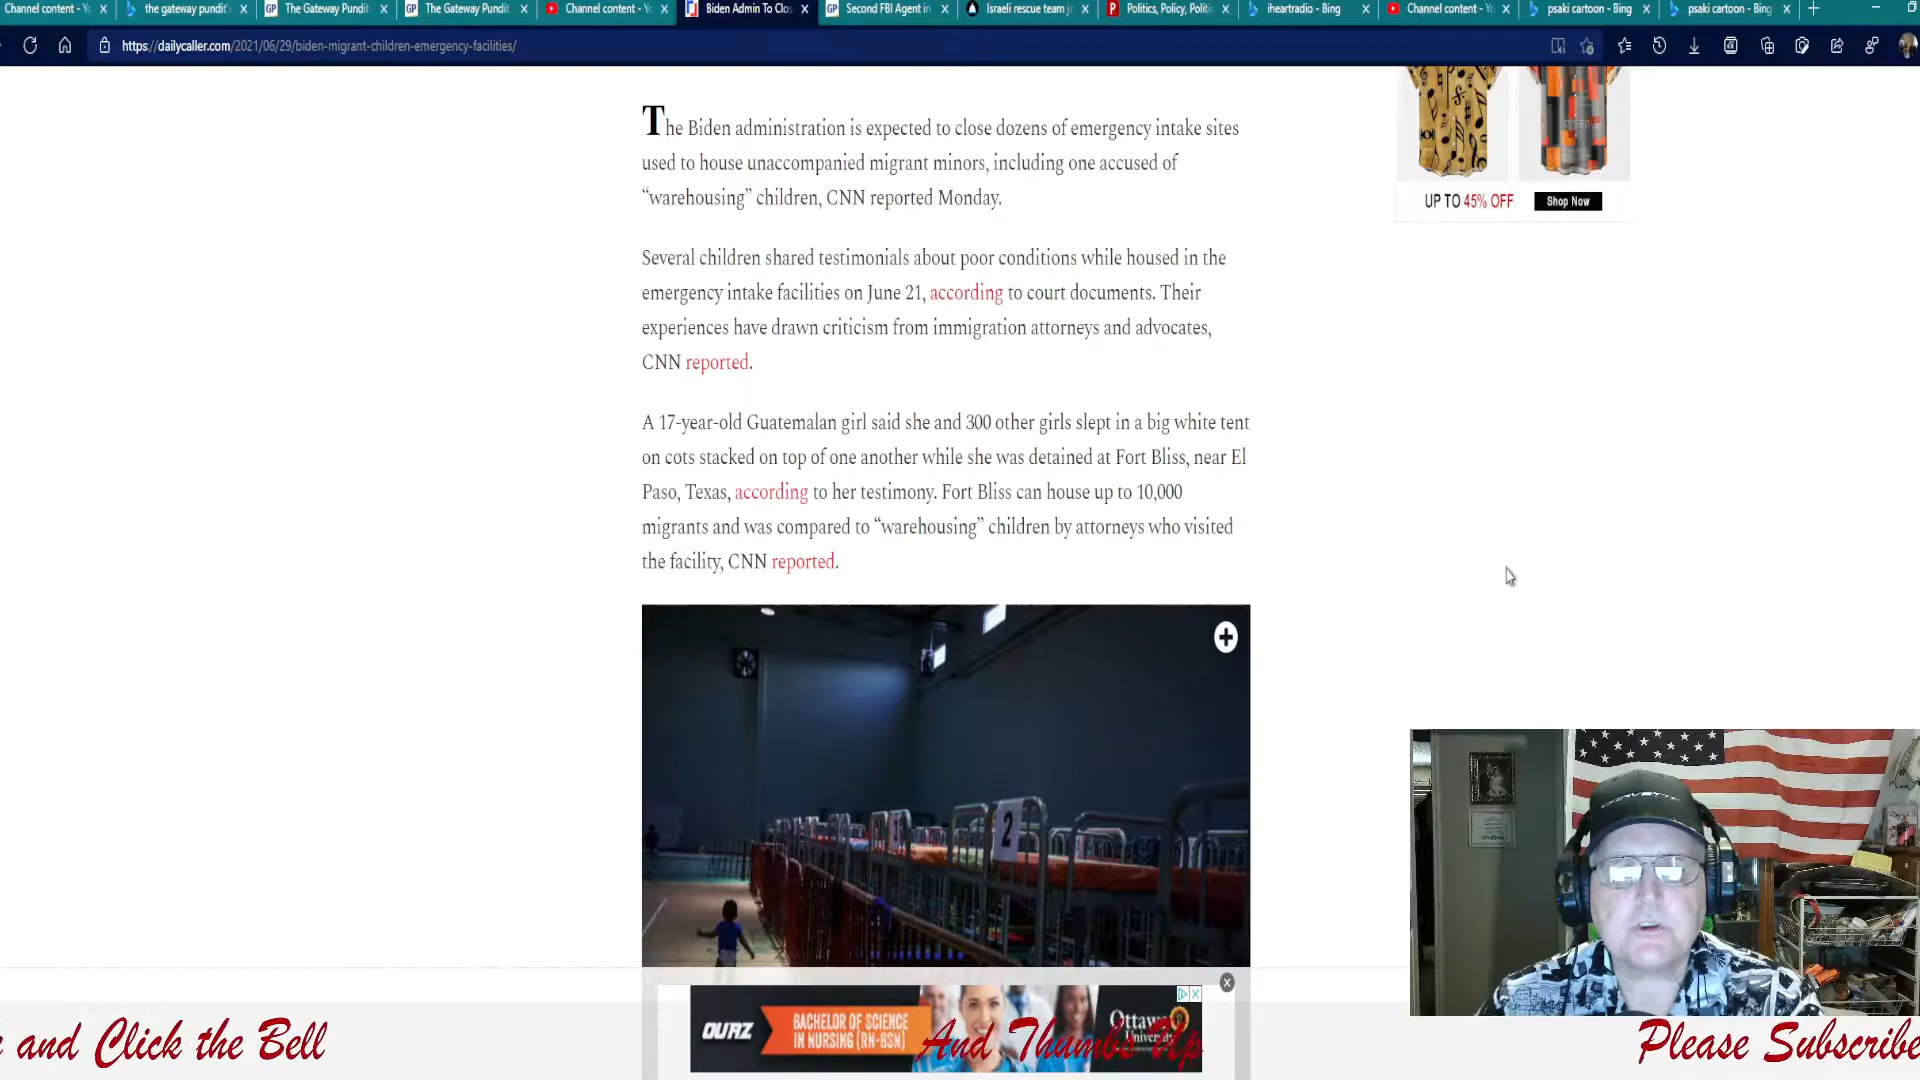 Channel content - Yo
the gateway pundit
The Gateway Pundit
The Gateway Pundit
Channel content - Yo
Biden Admin To Clos
Second FBI Agent in
Israeli rescue team j
Politics, Policy, Politi
iheartradio - Bing
Channel content - Yo
psaki cartoon - Bing
psaki cartoon - Bing
https://dailycaller.com/2021/06/29/biden-migrant-children-emergency-facilities/
The Biden administration is expected to close dozens of emergency intake sites
used to house unaccompanied migrant minors, including one accused of
“warehousing” children, CNN reported Monday.
UP TO 45% OFF
Shop Now
Several children shared testimonials about poor conditions while housed in the
emergency intake facilities on June 21, according to court documents. Their
experiences have drawn criticism from immigration attorneys and advocates,
CNN reported.
A 17-year-old Guatemalan girl said she and 300 other girls slept in a big white tent
on cots stacked on top of one another while she was detained at Fort Bliss, near El
Paso, Texas, according to her testimony. Fort Bliss can house up to 10,000
migrants and was compared to “warehousing” children by attorneys who visited
the facility, CNN reported.
2
CORVETTE
OURZ
BACHELOR OF SCIENCE
IN NURSING (RN-BSN)
Ottawa
University
and Click the Bell
And Thumbs Up
Please Subscribe